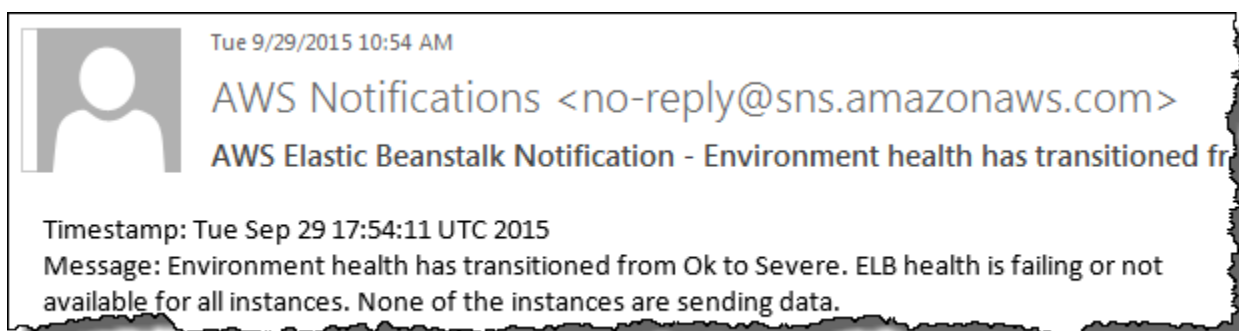 Tue 9/29/2015 10:54 AM
AWS Notifications <no-reply@sns.amazonaws.com>
AWS Elastic Beanstalk Notification - Environment health has transitioned
Timestamp: Tue Sep 29 17:54:11 UTC 2015
Message: Environment health has transitioned from Ok to Severe. ELB health is failing or not
available for all instances. None of the instances are sending data.